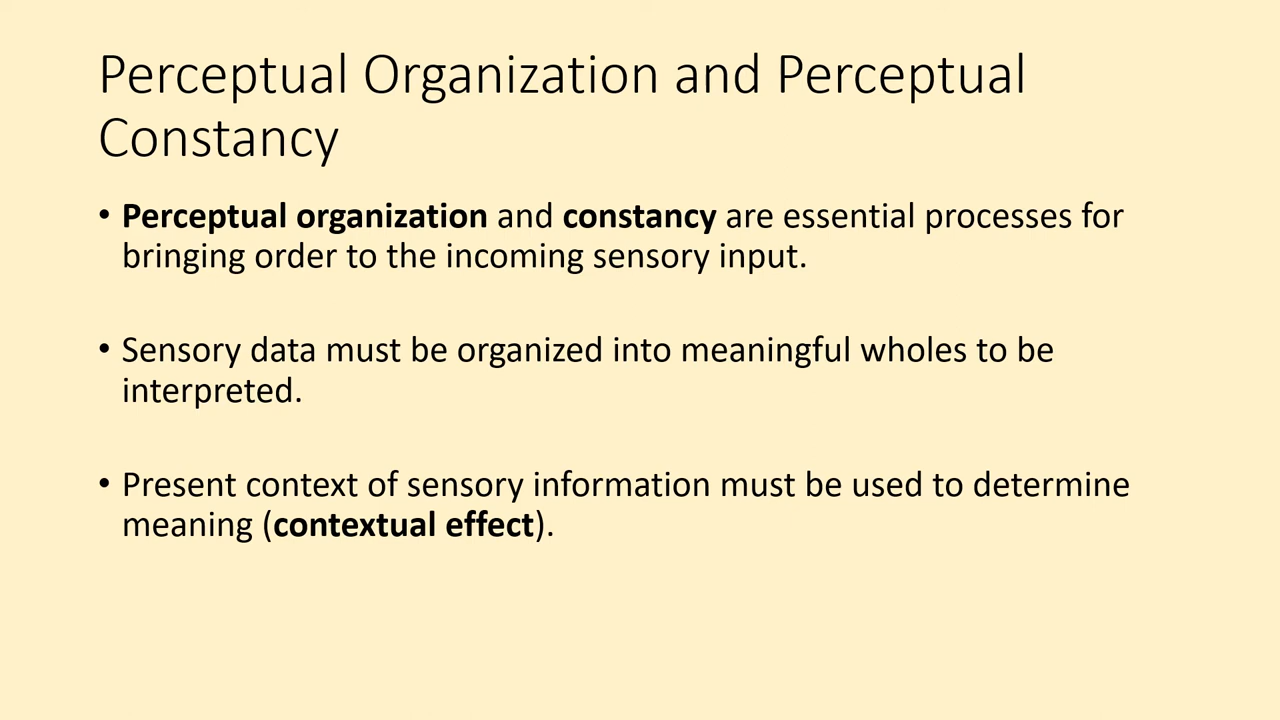 Perceptual Organization and Perceptual
Constancy
• Perceptual organization and constancy are essential processes for
bringing order to the incoming sensory input.
• Sensory data must be organized into meaningful wholes to be
interpreted.
• Present context of sensory information must be used to determine
meaning (contextual effect).